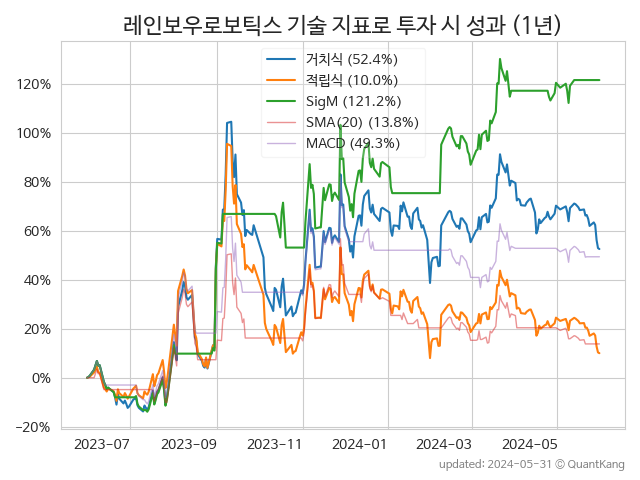 레인보우로보틱스 기술 지표로 투자 시 성과 (1년)
거치식 (52.4%)
적립식 (10.0%)
SigM (121.2%)
SMA(20) (13.8%)
MACD (49.3%)
120%
100%
80%
60%
40%
20%
0%
−20%
2023-07 2023-09 2023-11 2024-01 2024-03 2024-05
updated: 2024-05-31 © QuantKang